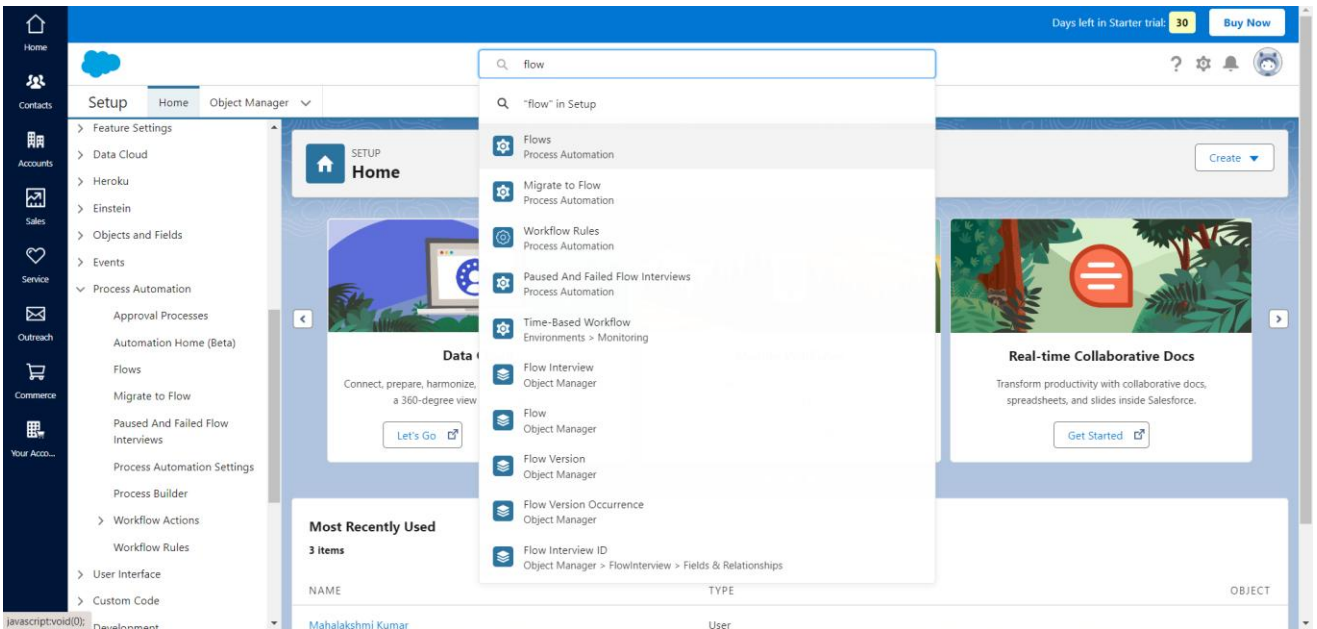 Home
Contacts
Accounts
Sales
Service
Outreach
Commerce
Your Acco...
Days left in Starter trial: 30
Buy Now
flow
Setup
Home
Object Manager
"flow" in Setup
Flows
Process Automation
Migrate to Flow
Process Automation
Workflow Rules
Process Automation
Paused And Failed Flow Interviews
Process Automation
Time-Based Workflow
Environments > Monitoring
Flow Interview
Object Manager
Flow
Object Manager
Flow Version
Object Manager
Flow Version Occurrence
Object Manager
Flow Interview ID
Object Manager > FlowInterview > Fields & Relationships
Feature Settings
Data Cloud
Heroku
Einstein
Objects and Fields
Events
Process Automation
Approval Processes
Automation Home (Beta)
Flows
Migrate to Flow
Paused And Failed Flow
Interviews
Process Automation Settings
Process Builder
Workflow Actions
Workflow Rules
User Interface
Custom Code
Development
javascript:void(0);
SETUP
Home
Create
Data
Connect, prepare, harmonize,
a 360-degree view
Let's Go
Real-time Collaborative Docs
Transform productivity with collaborative docs,
spreadsheets, and slides inside Salesforce.
Get Started
Most Recently Used
3 items
NAME
TYPE
OBJECT
Mahalakshmi Kumar
User